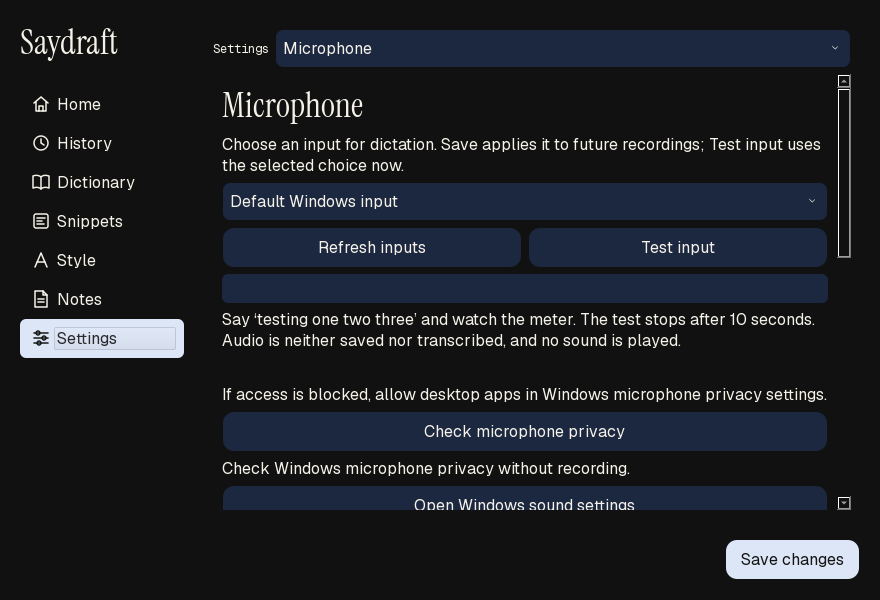 Saydraft
Settings
Microphone
Home
History
Dictionary
Snippets
Style
Notes
Settings
Microphone
Choose an input for dictation. Save applies it to future recordings; Test input uses
the selected choice now.
Default Windows input
Refresh inputs
Test input
Say ‘testing one two three’ and watch the meter. The test stops after 10 seconds.
Audio is neither saved nor transcribed, and no sound is played.
If access is blocked, allow desktop apps in Windows microphone privacy settings.
Check microphone privacy
Check Windows microphone privacy without recording.
Open Windows sound settings
Save changes